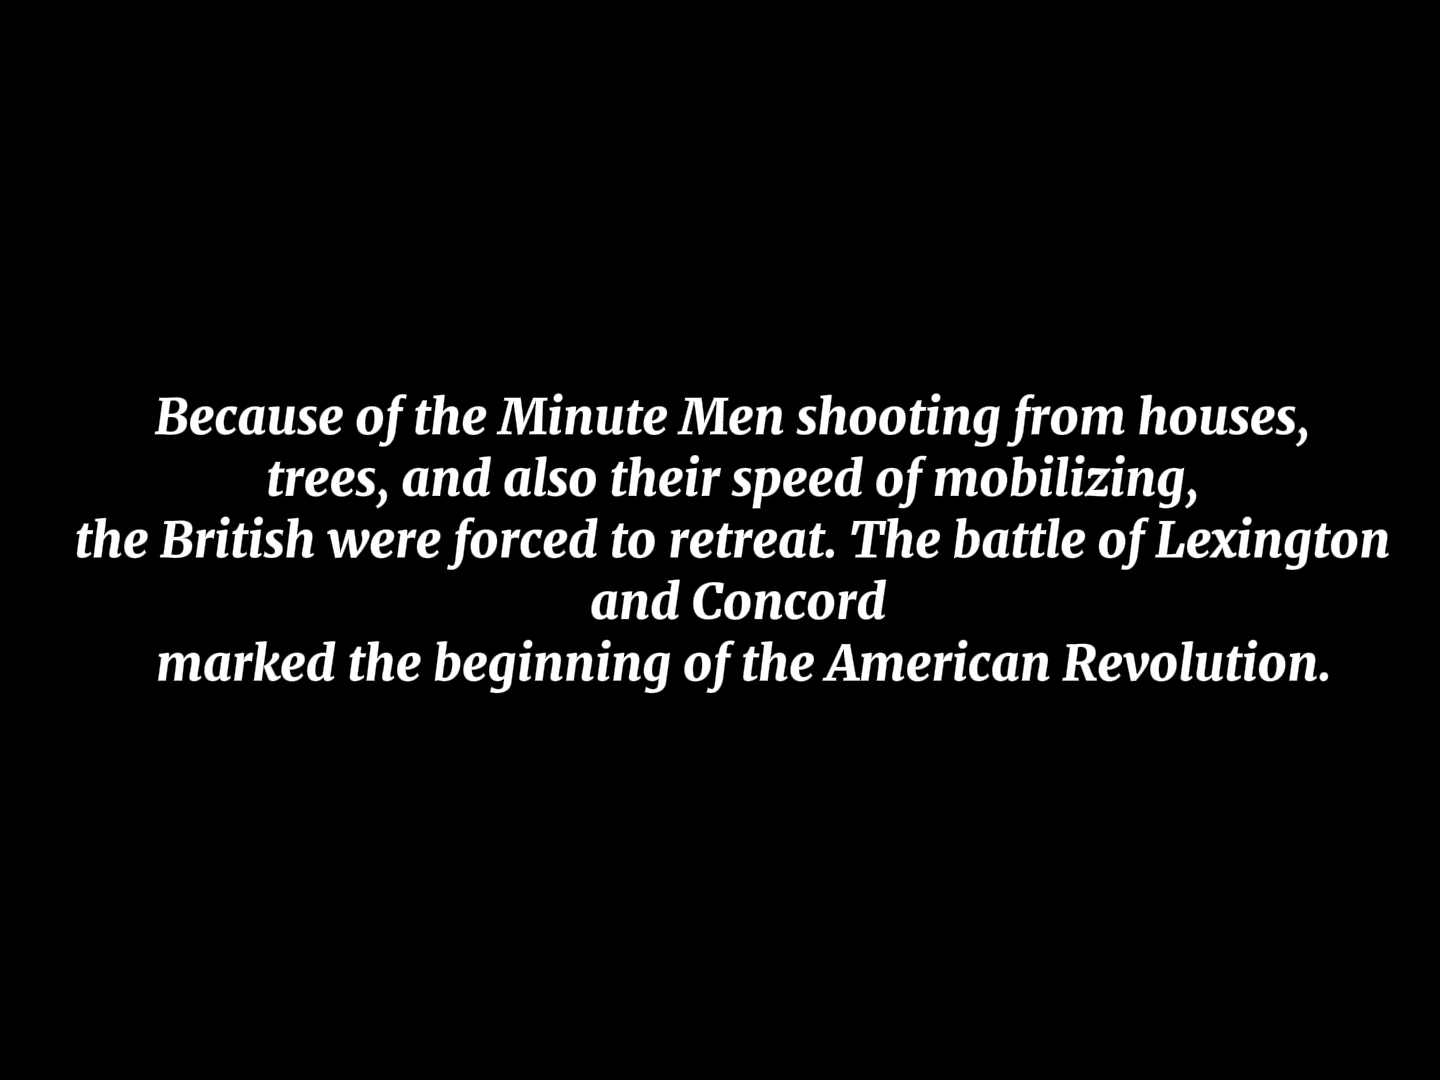 Because of the Minute Men shooting from houses,
trees, and also their speed of mobilizing,
the British were forced to retreat. The battle of Lexington
and Concord
marked the beginning of the American Revolution.